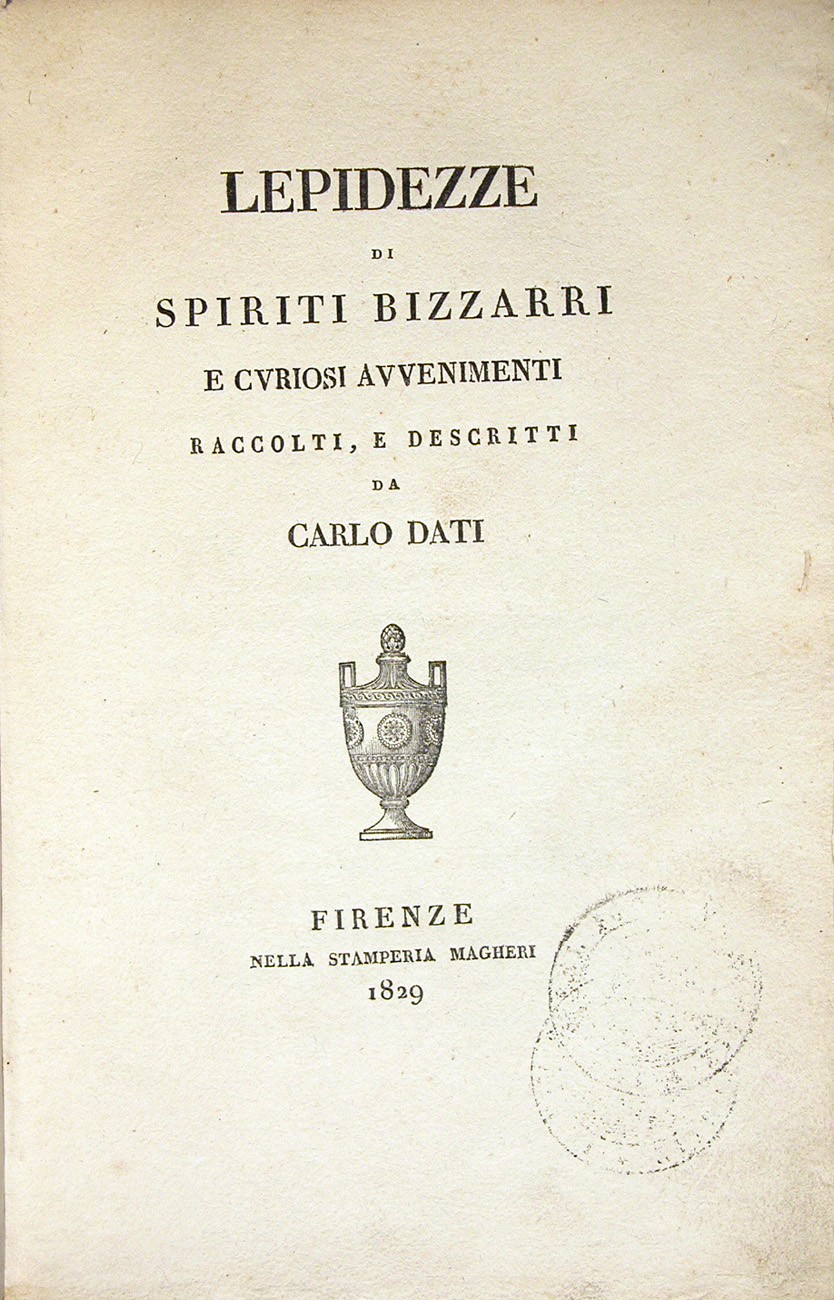 LEPIDEZZE
DI
SPIRITI BIZZARRI
E CVRIOSI AVVENIMENTI
RACCOLTI, E DESCRITTI
DA
CARLO DATI
FIRENZE
NELLA STAMPERIA MAGHERI
1829